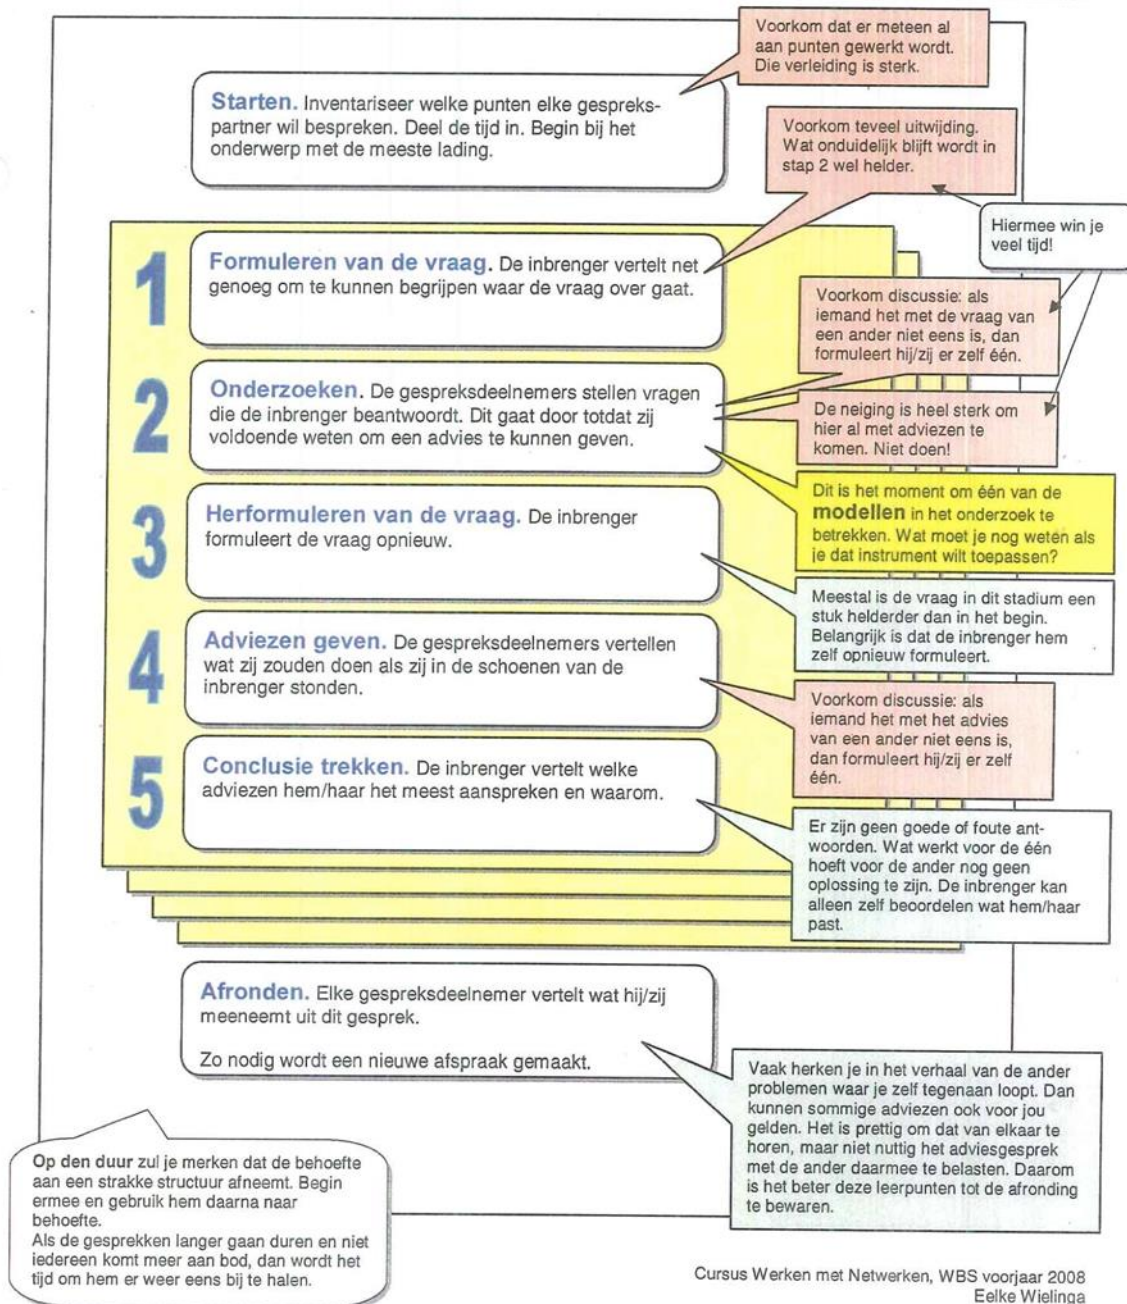 Voorkom dat er meteen al
aan punten gewerkt wordt.
Die verleiding is sterk.
Starten. Inventariseer welke punten elke gespreks-
partner wil bespreken. Deel de tijd in. Begin bij het
onderwerp met de meeste lading.
Voorkom teveel uitwijding.
Wat onduidelijk blijft wordt in
stap 2 wel helder.
Hiermee win je
veel tijd!
1
Formuleren van de vraag. De inbrenger vertelt net
genoeg om te kunnen begrijpen waar de vraag over gaat.
Voorkom discussie: als
iemand het met de vraag van
een ander niet eens is, dan
formuleert hij/zij er zelf één.
2
Onderzoeken. De gespreksdeelnemers stellen vragen
die de inbrenger beantwoordt. Dit gaat door totdat zij
voldoende weten om een advies te kunnen geven.
De neiging is heel sterk om
hier al met adviezen te
komen. Niet doen!
Dit is het moment om één van de
modellen in het onderzoek te
betrekken. Wat moet je nog weten als
je dat instrument wilt toepassen?
3
Herformuleren van de vraag. De inbrenger
formuleert de vraag opnieuw.
Meestal is de vraag in dit stadium een
stuk helderder dan in het begin.
Belangrijk is dat de inbrenger hem
zelf opnieuw formuleert.
4
Adviezen geven. De gespreksdeelnemers vertellen
wat zij zouden doen als zij in de schoenen van de
inbrenger stonden.
Voorkom discussie: als
iemand het met het advies
van een ander niet eens is,
dan formuleert hij/zij er zelf
één.
5
Conclusie trekken. De inbrenger vertelt welke
adviezen hem/haar het meest aanspreken en waarom.
Er zijn geen goede of foute ant-
woorden. Wat werkt voor de één
hoeft voor de ander nog geen
oplossing te zijn. De inbrenger kan
alleen zelf beoordelen wat hem/haar
past.
Afronden. Elke gespreksdeelnemer vertelt wat hij/zij
meeneemt uit dit gesprek.
Zo nodig wordt een nieuwe afspraak gemaakt.
Vaak herken je in het verhaal van de ander
problemen waar je zelf tegenaan loopt. Dan
kunnen sommige adviezen ook voor jou
gelden. Het is prettig om dat van elkaar te
horen, maar niet nuttig het adviesgesprek
met de ander daarmee te belasten. Daarom
is het beter deze leerpunten tot de afronding
te bewaren.
Op den duur zul je merken dat de behoefte
aan een strakke structuur afneemt. Begin
ermee en gebruik hem daarna naar
behoefte.
Als de gesprekken langer gaan duren en niet
iedereen komt meer aan bod, dan wordt het
tijd om hem er weer eens bij te halen.
Cursus Werken met Netwerken, WBS voorjaar 2008
Eelke Wielinga